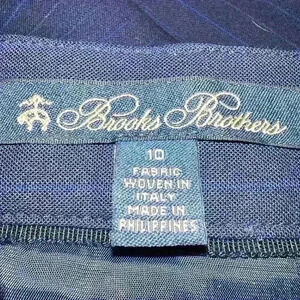 Brooks Brothers
10
FABRIC
WOVEN IN
ITALY
MADE IN
PHILIPPINES